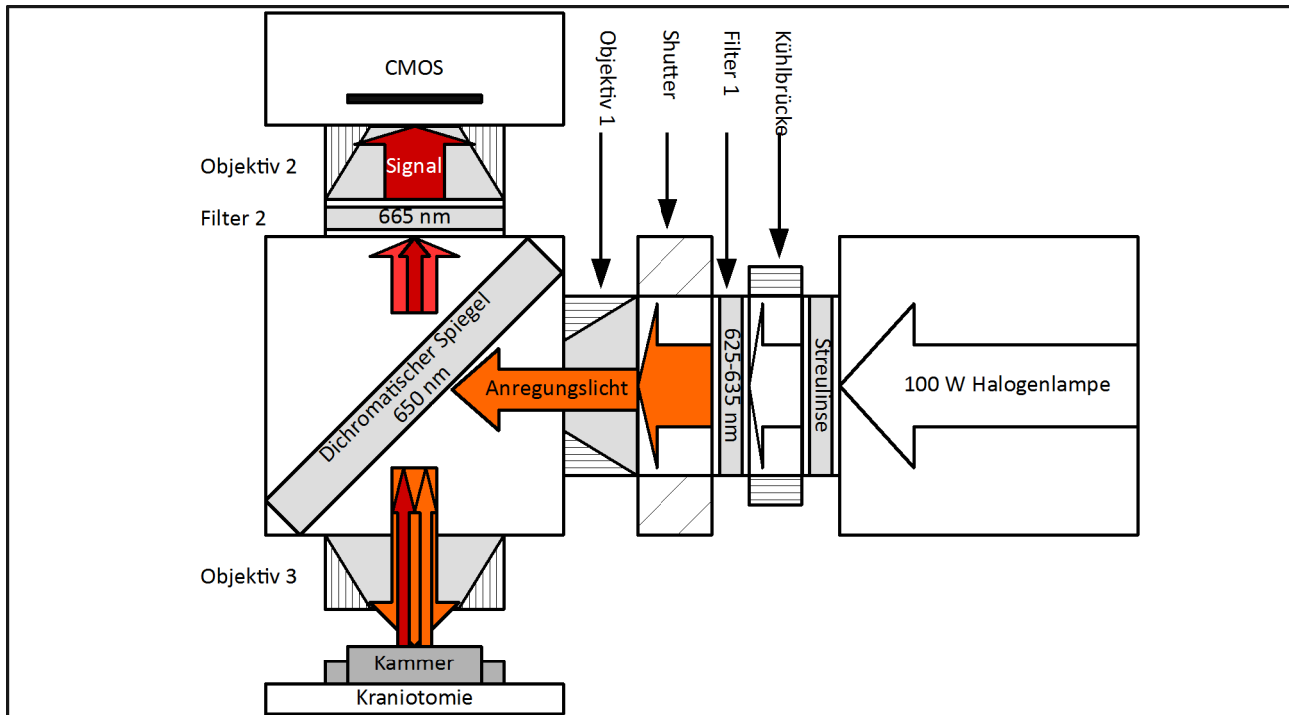 CMOS
Objektiv 1
Shutter
Filter 1
Kühlbrücke
Objektiv 2
Signal
Filter 2
665 nm
Dichromatischer Spiegel
650 nm
Anregungslicht
625-635 nm
Streulinse
100 W Halogenlampe
Objektiv 3
Kammer
Kraniotomie